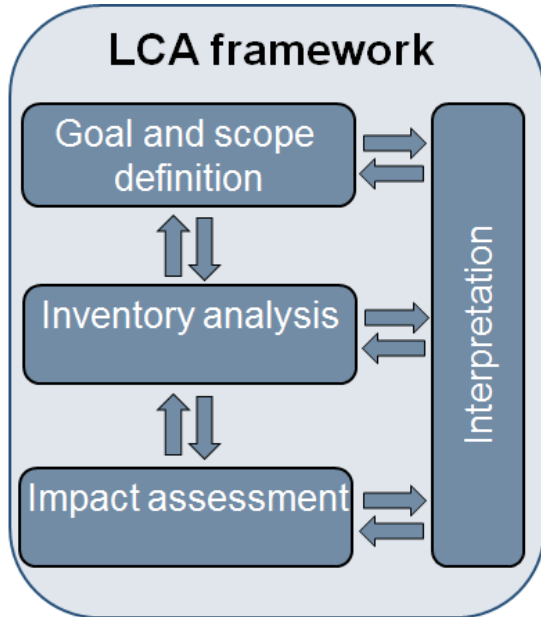 LCA framework
Goal and scope
definition
Inventory analysis
Impact assessment
Interpretation